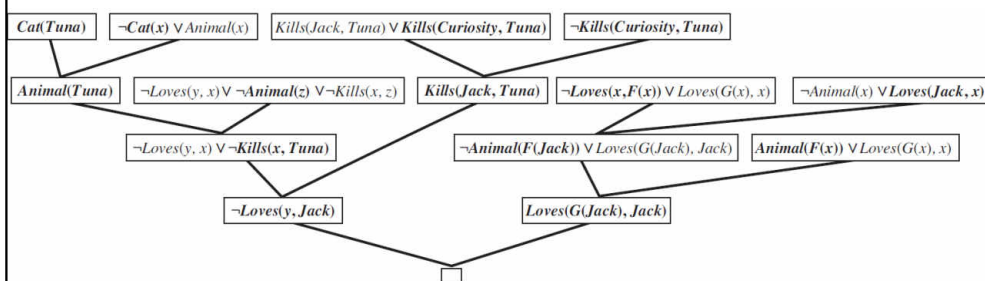 Cat(Tuna) ¬Cat(x) ∨ Animal(x) Kills(Jack, Tuna) ∨ Kills(Curiosity, Tuna) ¬Kills(Curiosity, Tuna)
Animal(Tuna) ¬Loves(y, x) ∨ ¬Animal(z) ∨ ¬Kills(x, z) Kills(Jack, Tuna) ¬Loves(x,F(x)) ∨ Loves(G(x), x) ¬Animal(x) ∨ Loves(Jack, x)
¬Loves(y, x) ∨ ¬Kills(x, Tuna) ¬Animal(F(Jack)) ∨ Loves(G(Jack), Jack) Animal(F(x)) ∨ Loves(G(x), x)
¬Loves(y, Jack) Loves(G(Jack), Jack)